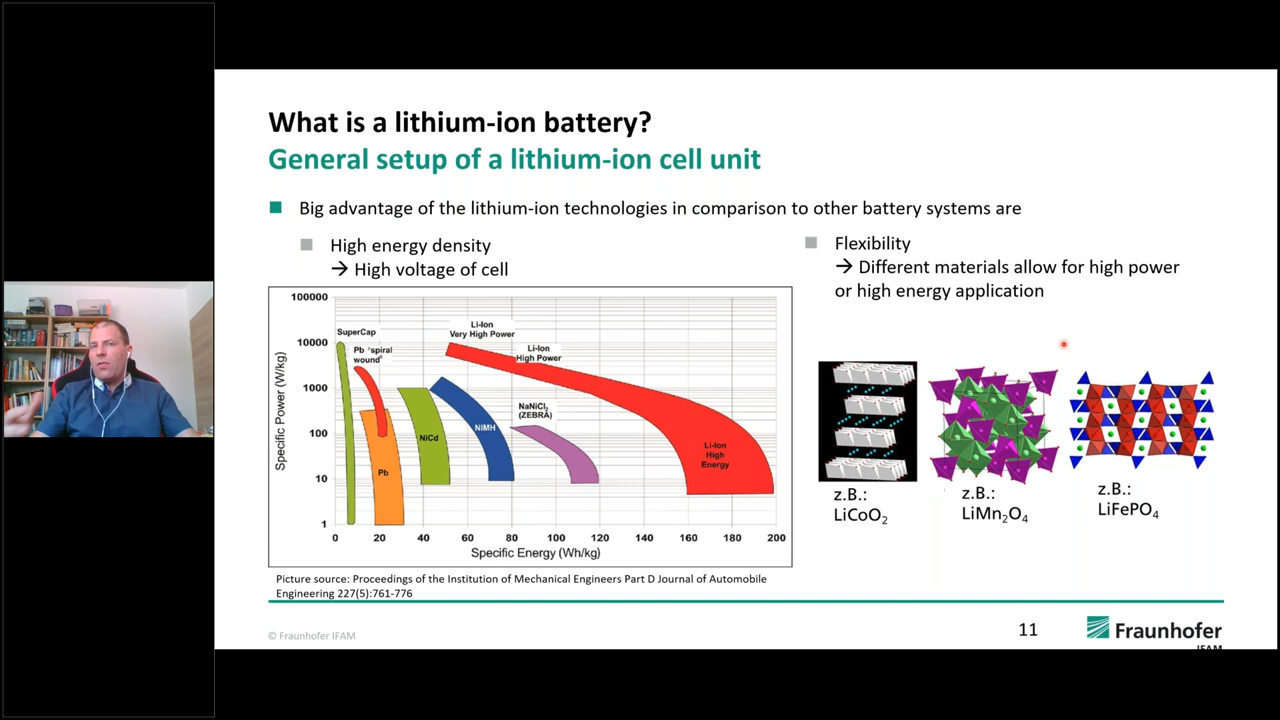 What is a lithium-ion battery?
General setup of a lithium-ion cell unit
Big advantage of the lithium-ion technologies in comparison to other battery systems are
High energy density
→ High voltage of cell
Flexibility
→ Different materials allow for high power
or high energy application
100000
10000
1000
100
10
1
Specific Power (W/kg)
SuperCap
Pb "spiral
wound"
Pb
NiCd
NiMH
NaNiCl₂
(ZEBRA)
Li-Ion
Very High Power
Li-Ion
High Power
Li-Ion
High
Energy
0 20 40 60 80 100 120 140 160 180 200
Specific Energy (Wh/kg)
Picture source: Proceedings of the Institution of Mechanical Engineers Part D Journal of Automobile
Engineering 227(5):761-776
z.B.:
LiCoO₂
z.B.:
LiMn₂O₄
z.B.:
LiFePO₄
© Fraunhofer IFAM
11
Fraunhofer
IFAM